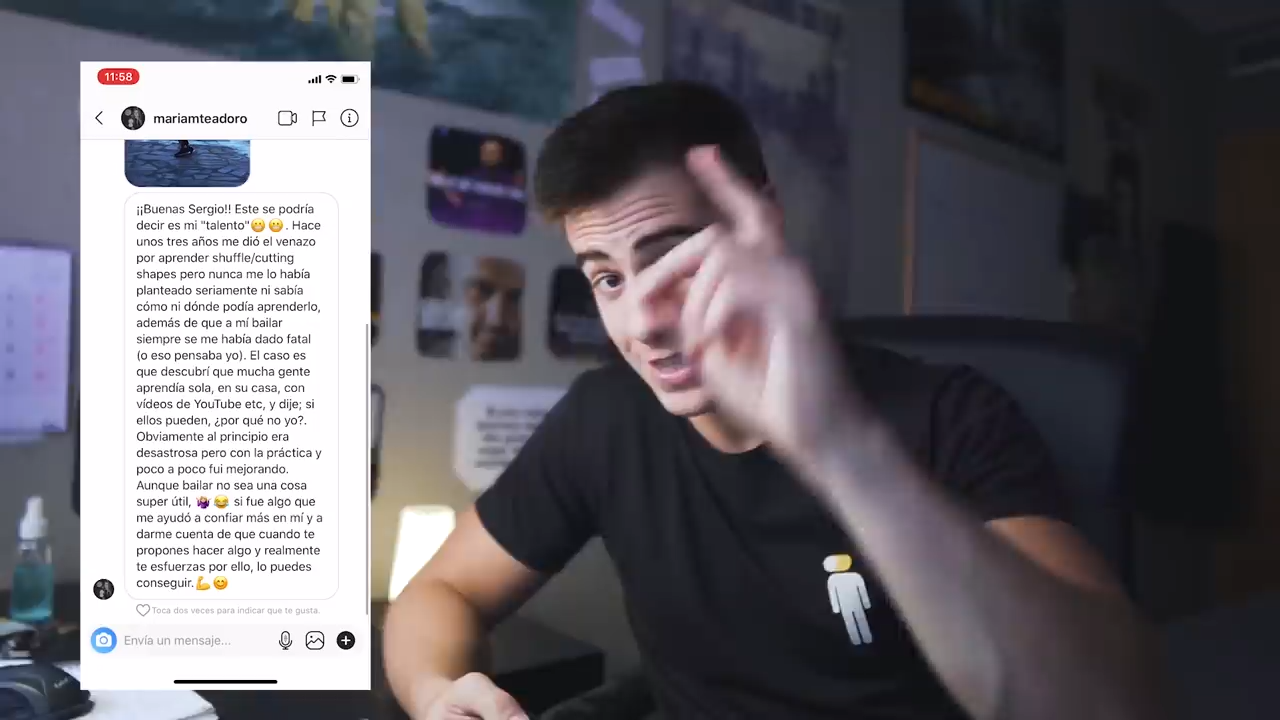 11:58
mariamteadoro
¡¡Buenas Sergio!! Este se podría
decir es mi "talento"😬😬. Hace
unos tres años me dió el venazo
por aprender shuffle/cutting
shapes pero nunca me lo había
planteado seriamente ni sabía
cómo ni dónde podía aprenderlo,
además de que a mí bailar
siempre se me había dado fatal
(o eso pensaba yo). El caso es
que descubrí que mucha gente
aprendía sola, en su casa, con
vídeos de YouTube etc, y dije; si
ellos pueden, ¿por qué no yo?.
Obviamente al principio era
desastrosa pero con la práctica y
poco a poco fui mejorando.
Aunque bailar no sea una cosa
super útil, 🤷‍♀️😂 si fue algo que
me ayudó a confiar más en mí y a
darme cuenta de que cuando te
propones hacer algo y realmente
te esfuerzas por ello, lo puedes
conseguir.💪😊
Toca dos veces para indicar que te gusta.
Envía un mensaje...